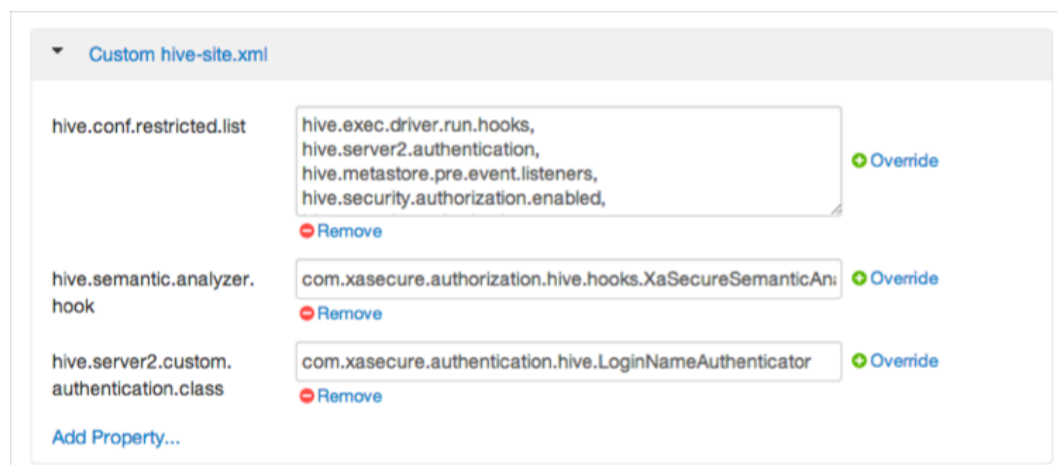 Custom hive-site.xml
hive.conf.restricted.list
hive.exec.driver.run.hooks,
hive.server2.authentication,
hive.metastore.pre.event.listeners,
hive.security.authorization.enabled,
Override
Remove
hive.semantic.analyzer.
hook
com.xasecure.authorization.hive.hooks.XaSecureSemanticAna
Override
Remove
hive.server2.custom.
authentication.class
com.xasecure.authentication.hive.LoginNameAuthenticator
Override
Remove
Add Property...